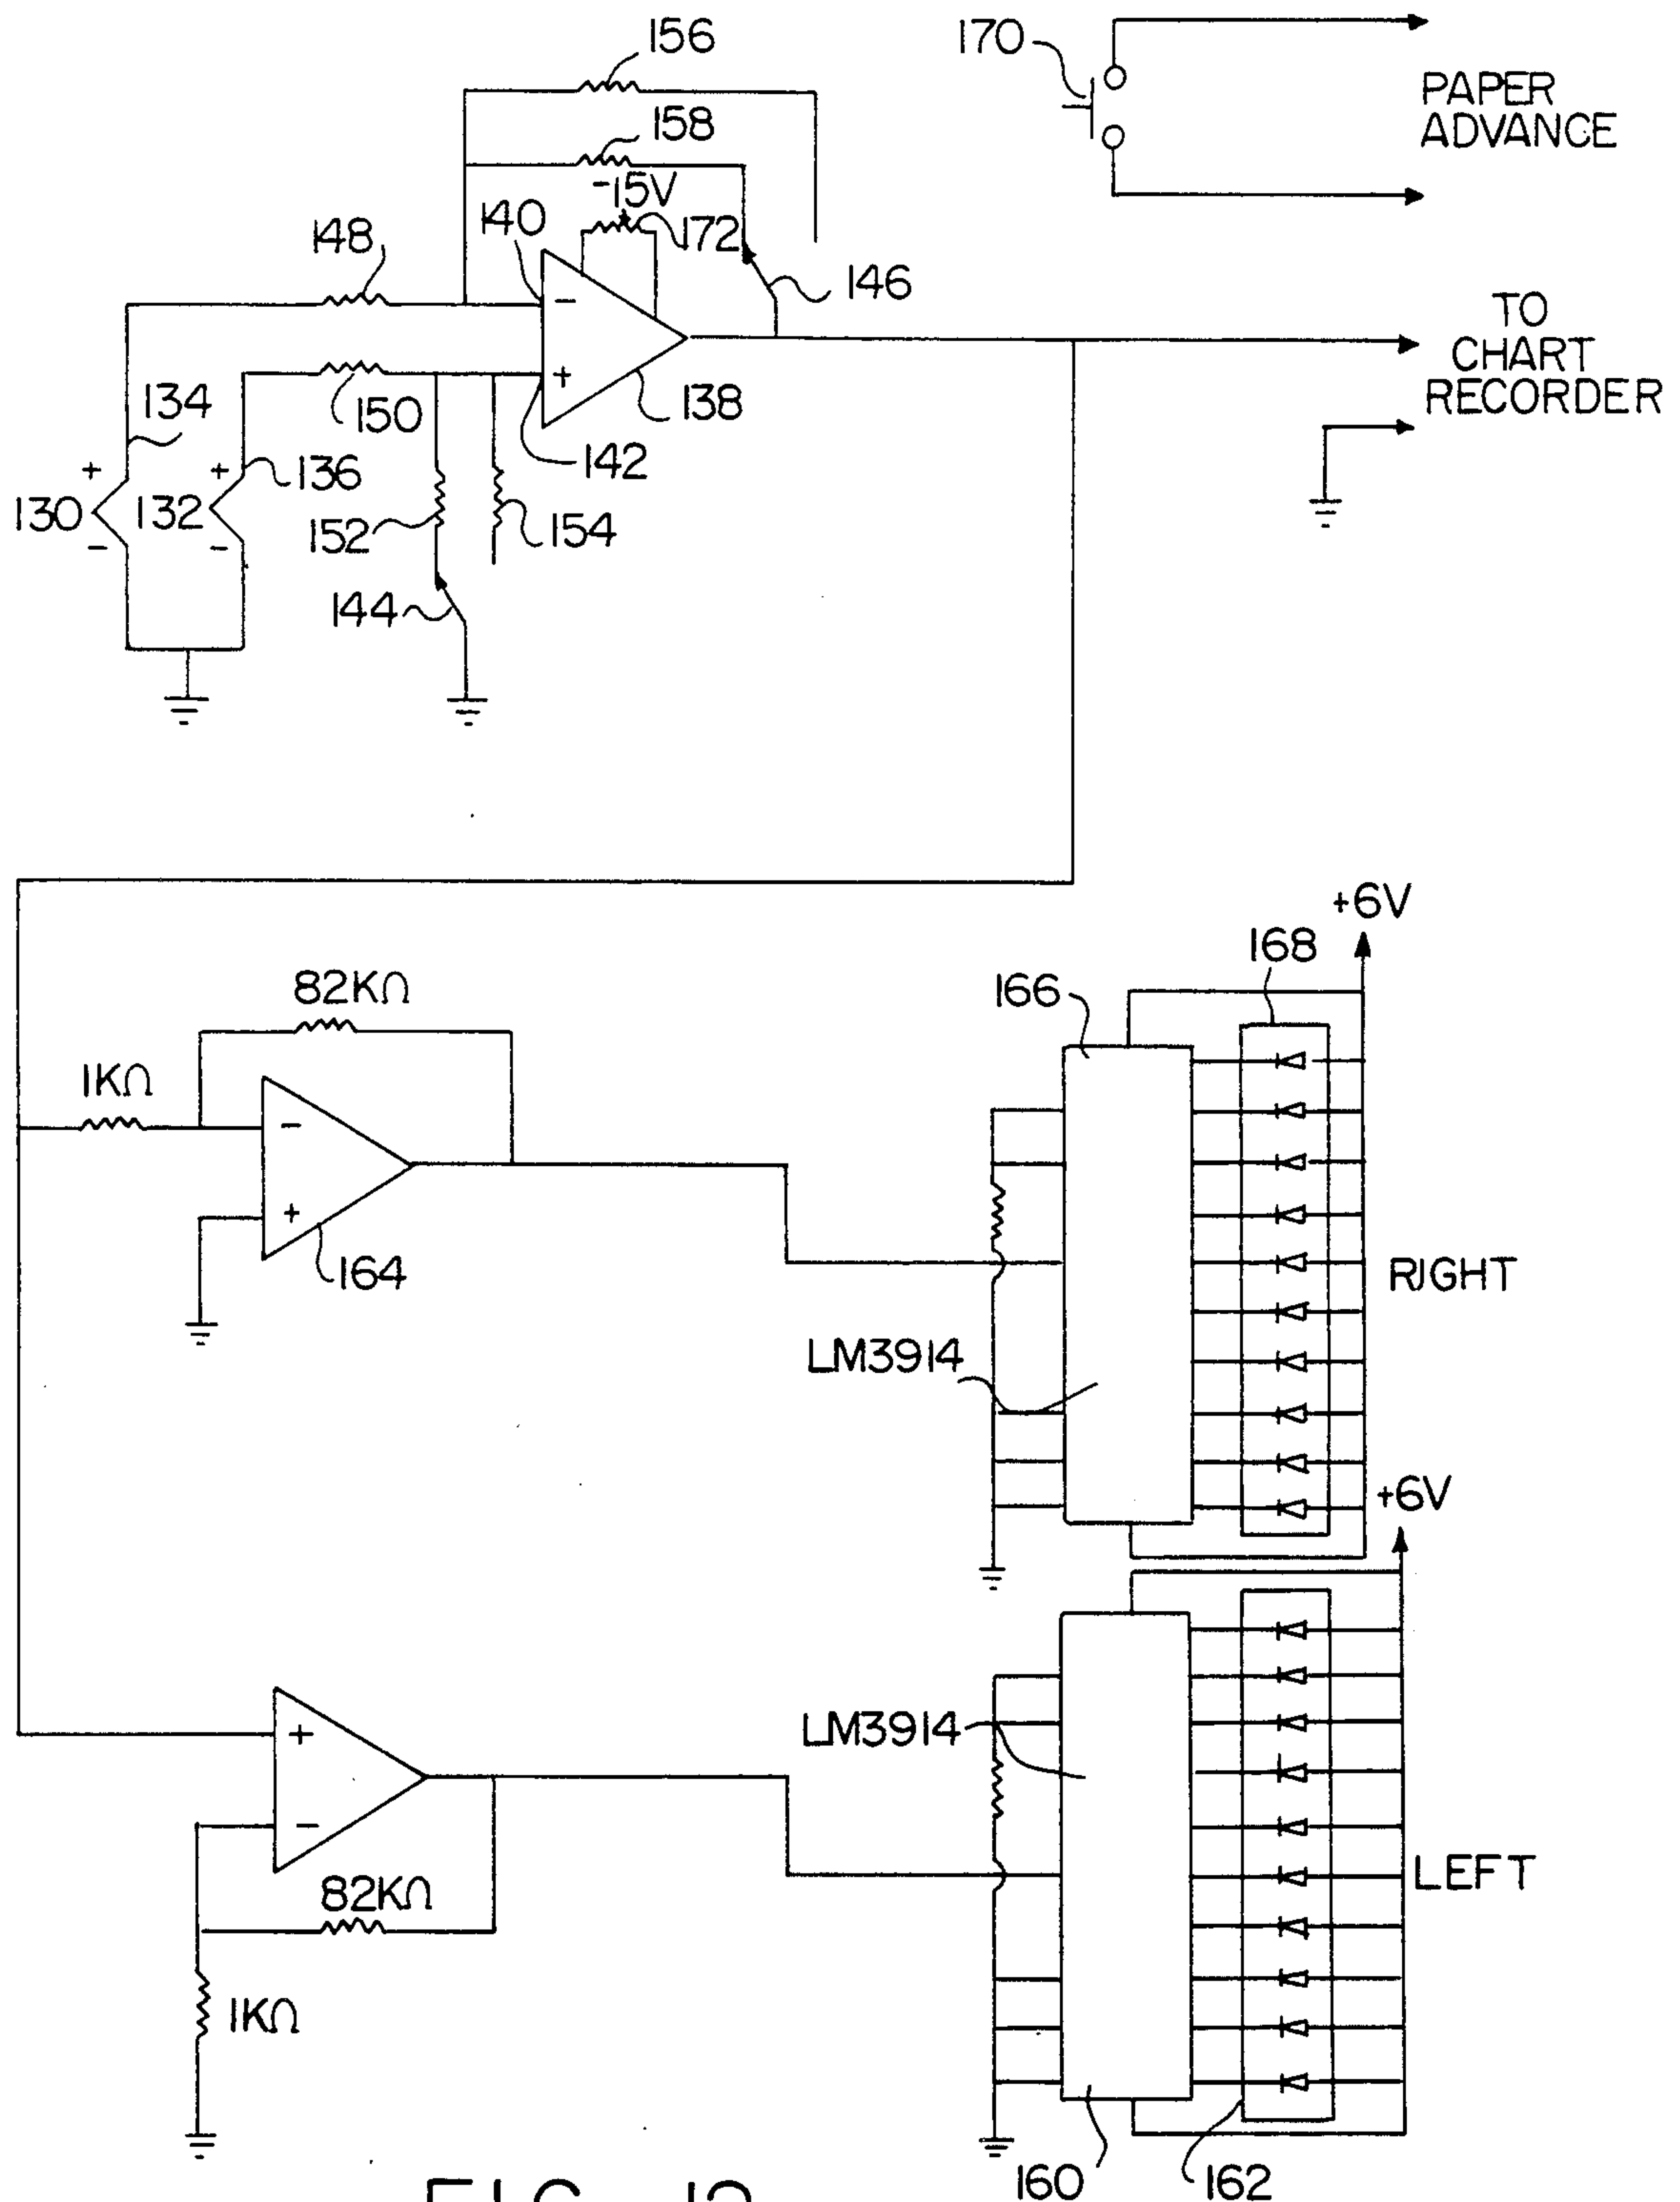 156
170
PAPER
ADVANCE
158
-15V
140
172
148
146
TO
CHART
RECORDER
-
+
134
150
138
142
+
+
136
130
132
152
154
-
-
144
+6V
168
82KΩ
166
1KΩ
-
+
164
RIGHT
LM3914
+6V
LM3914
+
-
LEFT
82KΩ
1KΩ
160
162